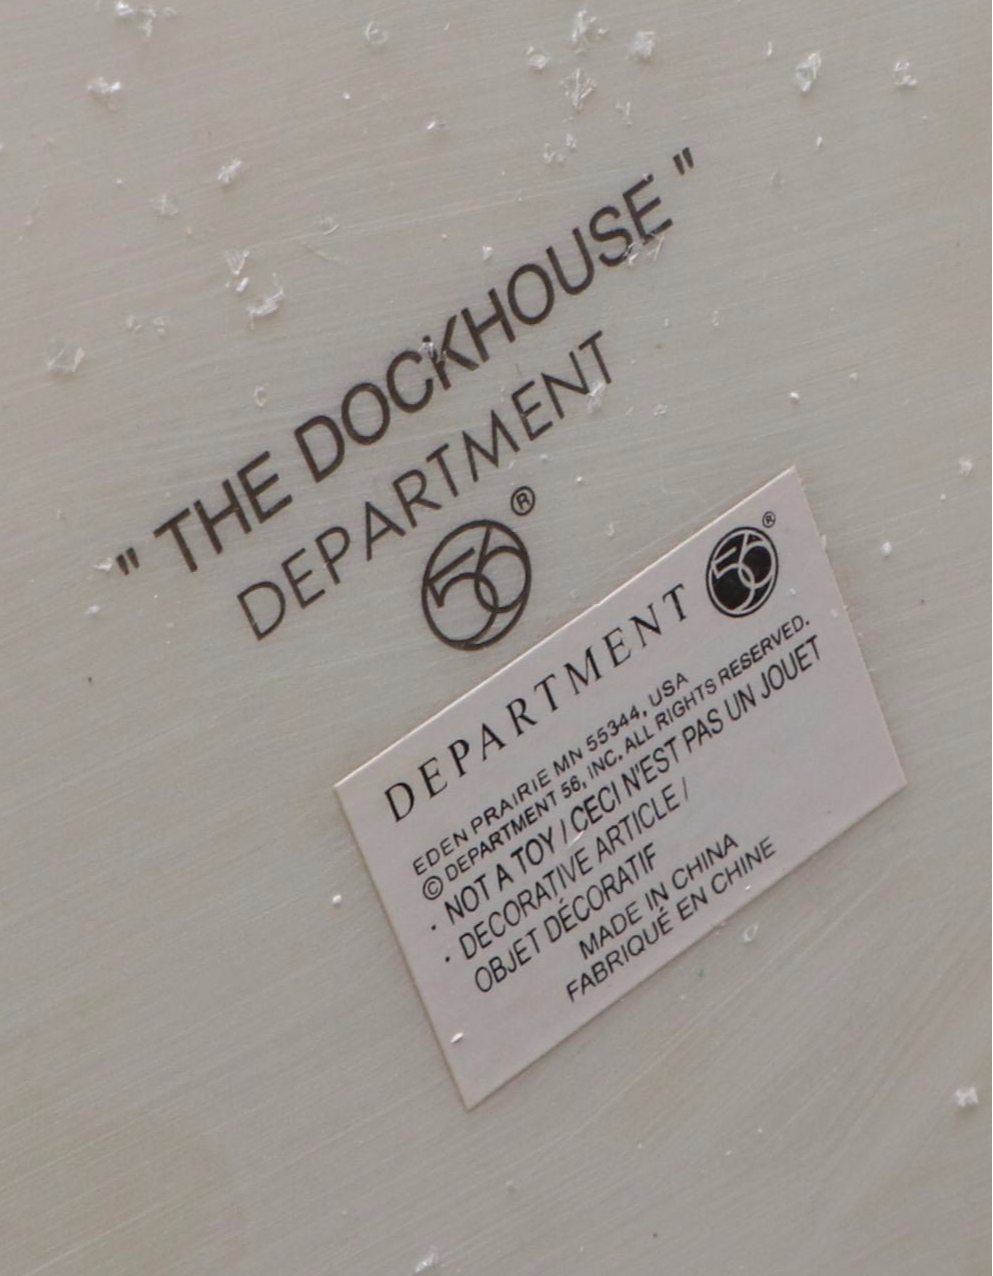 " THE DOCKHOUSE "
DEPARTMENT
56®
DEPARTMENT 56®
EDEN PRAIRIE MN 55344, USA
© DEPARTMENT 56, INC. ALL RIGHTS RESERVED.
· NOT A TOY / CECI N'EST PAS UN JOUET
· DECORATIVE ARTICLE /
OBJET DÉCORATIF
MADE IN CHINA
FABRIQUÉ EN CHINE